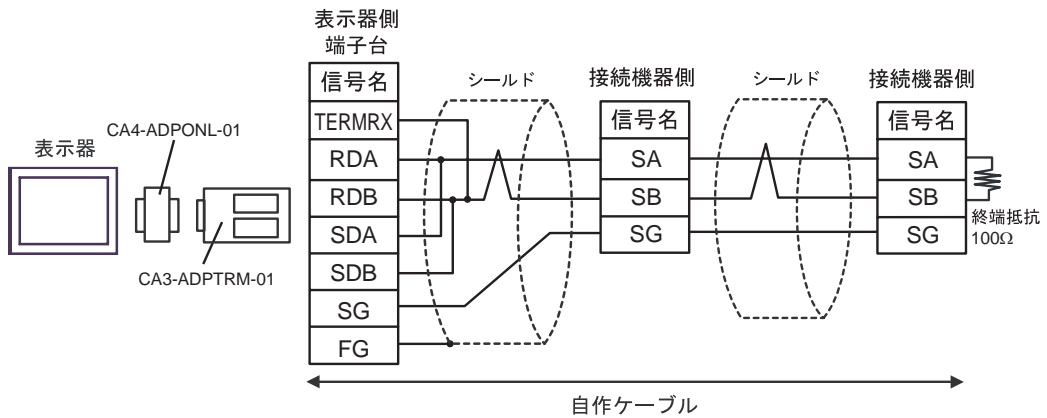 表示器
CA4-ADPONL-01
CA3-ADPTRM-01
表示器側
端子台
信号名
TERMRX
RDA
RDB
SDA
SDB
SG
FG
シールド
接続機器側
信号名
SA
SB
SG
シールド
接続機器側
信号名
SA
SB
SG
終端抵抗
100Ω
自作ケーブル